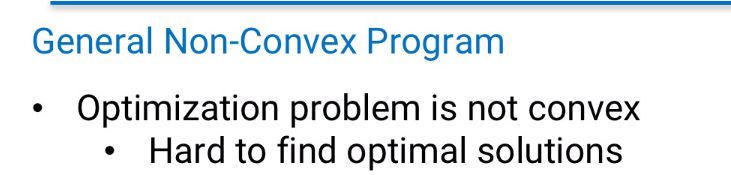 General Non-Convex Program
• Optimization problem is not convex
• Hard to find optimal solutions